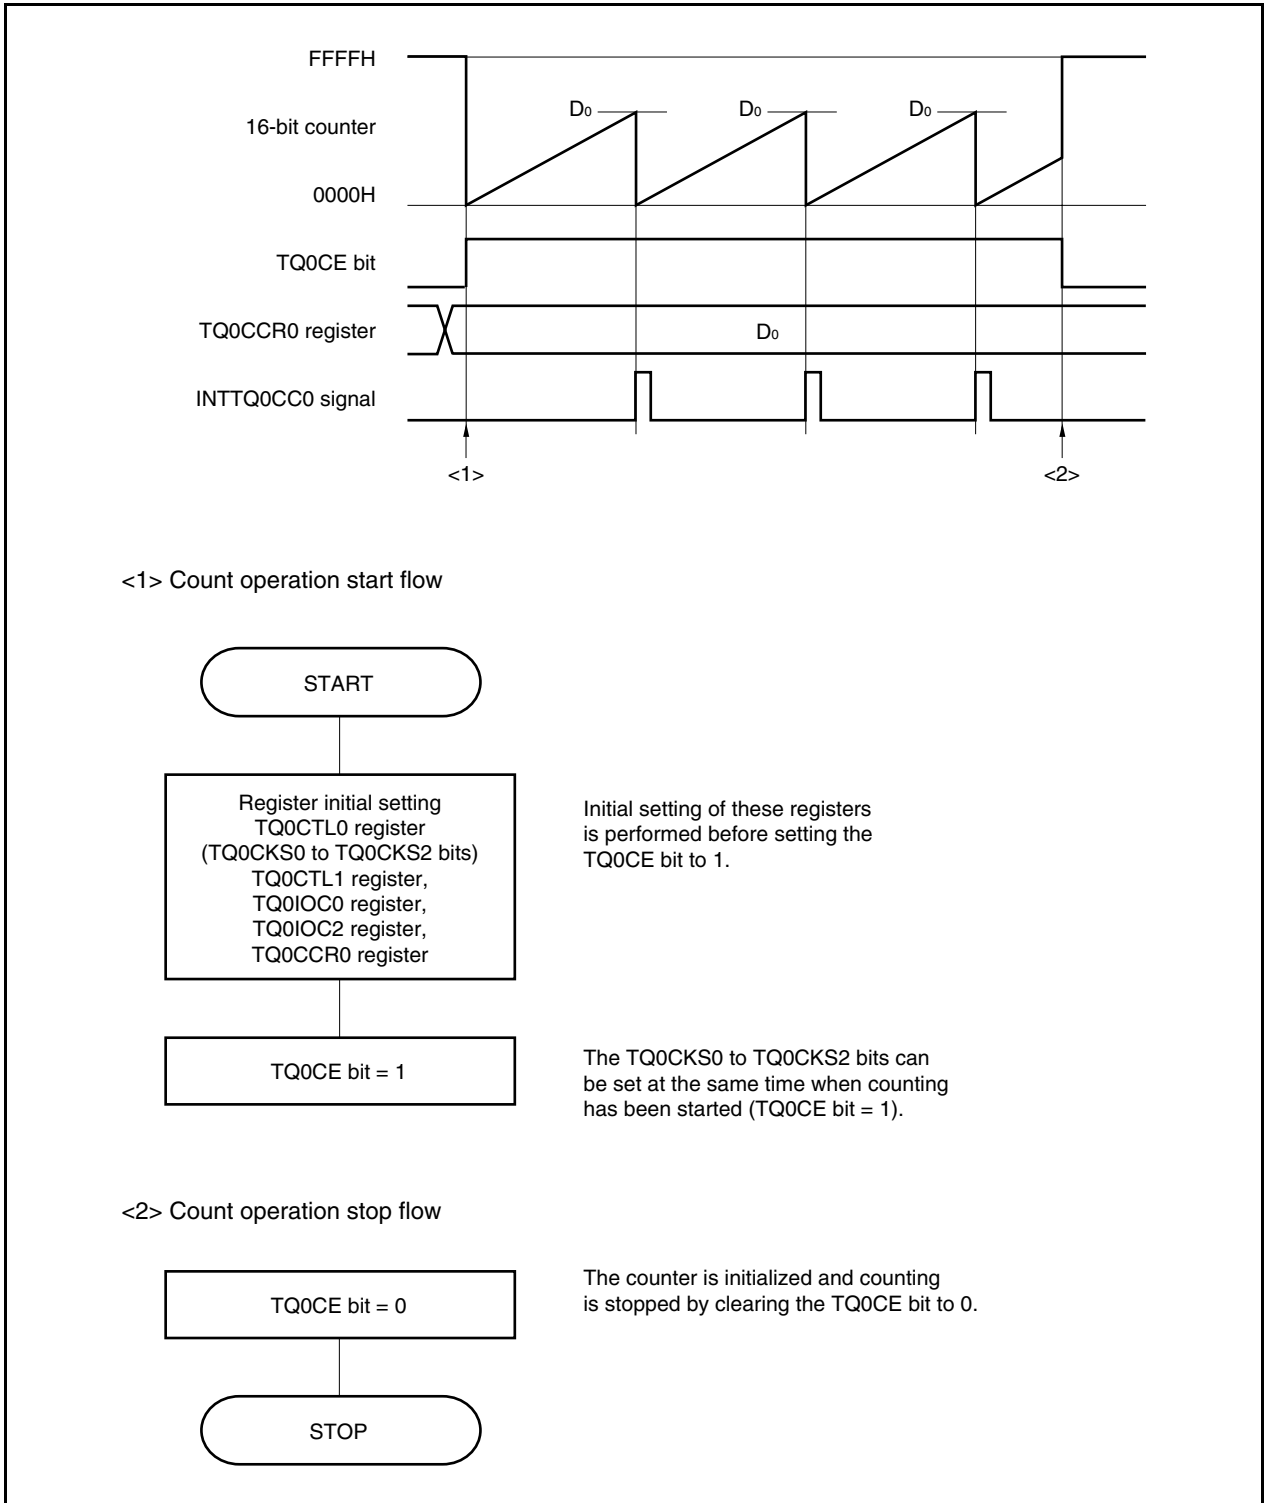 FFFFH
D0 D0 D0
16-bit counter
0000H
TQ0CE bit
TQ0CCR0 register
D0
INTTQ0CC0 signal
<1> <2>
<1> Count operation start flow
START
Register initial setting
TQ0CTL0 register
(TQ0CKS0 to TQ0CKS2 bits)
TQ0CTL1 register,
TQ0IOC0 register,
TQ0IOC2 register,
TQ0CCR0 register
Initial setting of these registers
is performed before setting the
TQ0CE bit to 1.
TQ0CE bit = 1
The TQ0CKS0 to TQ0CKS2 bits can
be set at the same time when counting
has been started (TQ0CE bit = 1).
<2> Count operation stop flow
TQ0CE bit = 0
The counter is initialized and counting
is stopped by clearing the TQ0CE bit to 0.
STOP